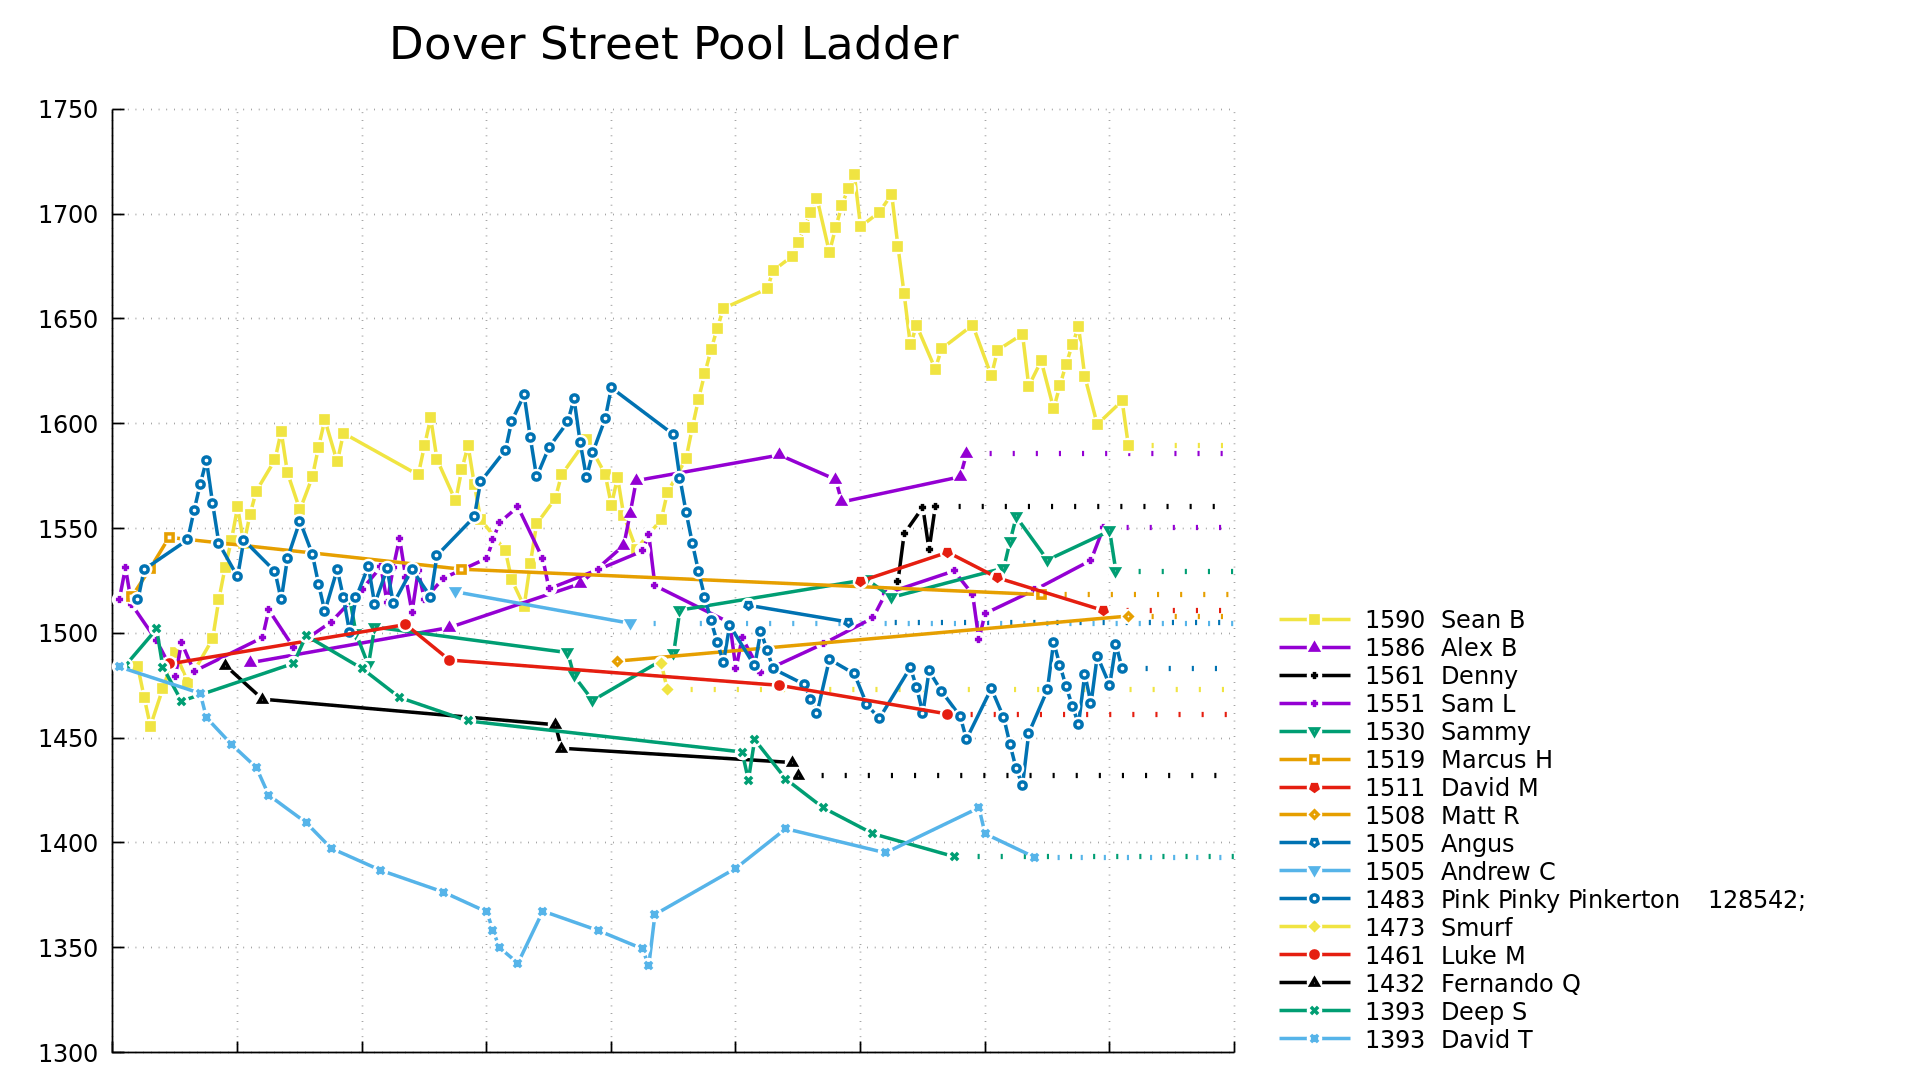 Dover Street Pool Ladder
1750
1700
1650
1600
1550
1500
1450
1400
1350
1300
1590 Sean B
1586 Alex B
1561 Denny
1551 Sam L
1530 Sammy
1519 Marcus H
1511 David M
1508 Matt R
1505 Angus
1505 Andrew C
1483 Pink Pinky Pinkerton 128542;
1473 Smurf
1461 Luke M
1432 Fernando Q
1393 Deep S
1393 David T